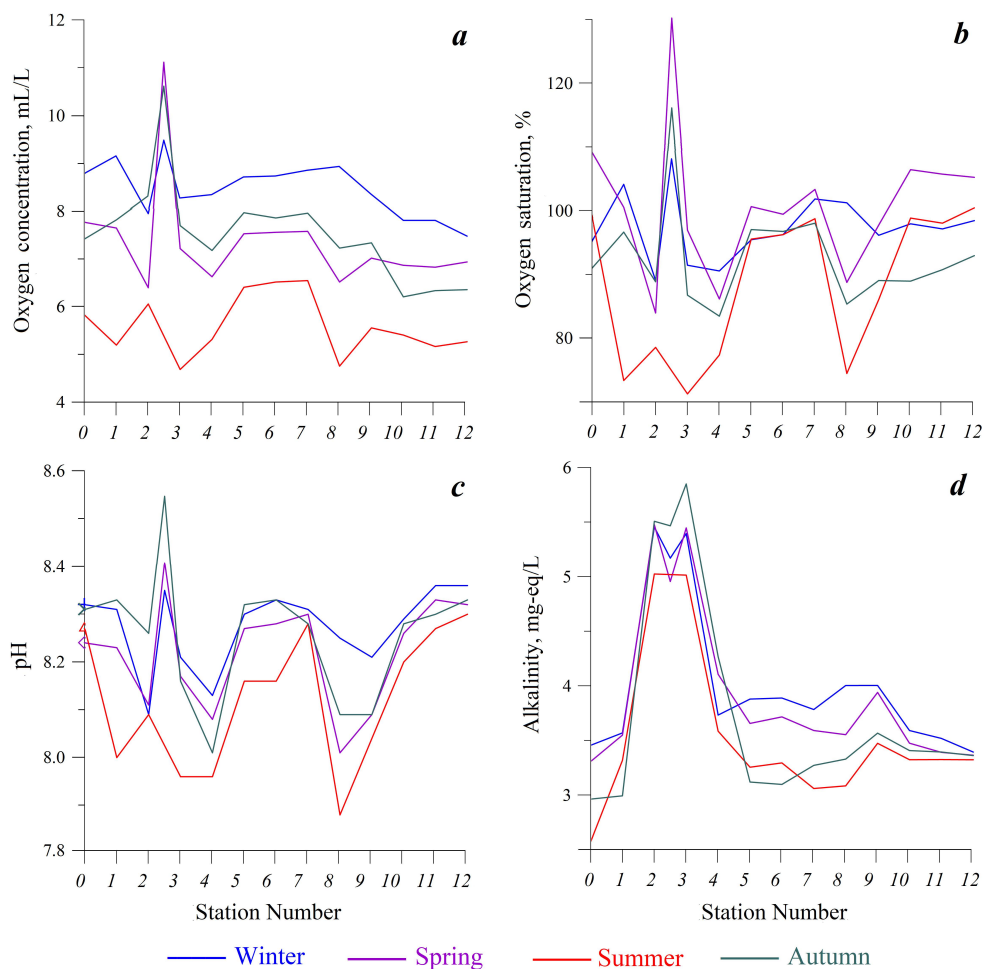 a
Oxygen concentration, mL/L
12
10
8
6
4
0 1 2 3 4 5 6 7 8 9 10 11 12
b
Oxygen saturation, %
120
100
80
0 1 2 3 4 5 6 7 8 9 10 11 12
c
pH
8.6
8.4
8.2
8.0
7.8
0 1 2 3 4 5 6 7 8 9 10 11 12
Station Number
d
Alkalinity, mg-eq/L
6
5
4
3
0 1 2 3 4 5 6 7 8 9 10 11 12
Station Number
Winter Spring Summer Autumn